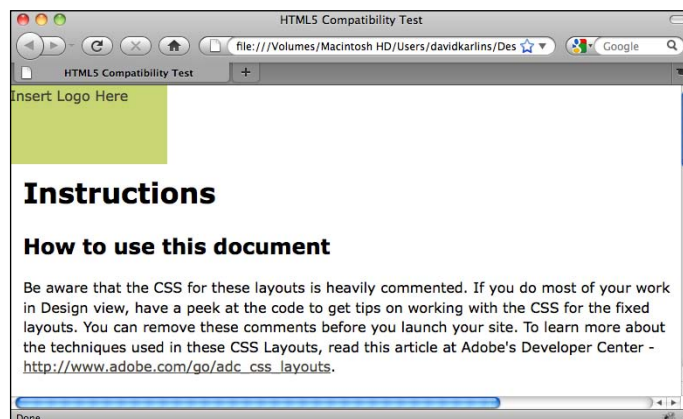 HTML5 Compatibility Test
file:///Volumes/Macintosh HD/Users/davidkarlins/Des
Google
HTML5 Compatibility Test
Insert Logo Here
Instructions
How to use this document
Be aware that the CSS for these layouts is heavily commented. If you do most of your work
in Design view, have a peek at the code to get tips on working with the CSS for the fixed
layouts. You can remove these comments before you launch your site. To learn more about
the techniques used in these CSS Layouts, read this article at Adobe's Developer Center -
http://www.adobe.com/go/adc_css_layouts.
Done